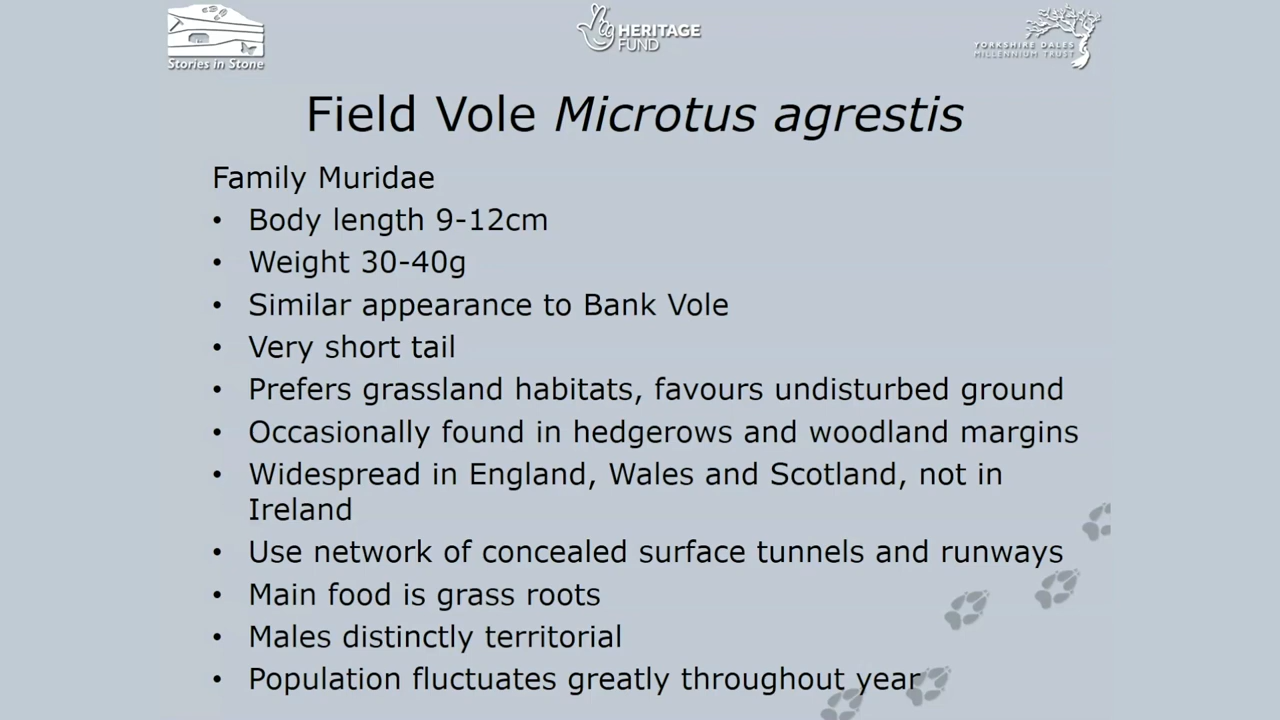 Stories in Stone
HERITAGE
FUND
YORKSHIRE DALES
MILLENNIUM TRUST
Field Vole Microtus agrestis
Family Muridae
• Body length 9-12cm
• Weight 30-40g
• Similar appearance to Bank Vole
• Very short tail
• Prefers grassland habitats, favours undisturbed ground
• Occasionally found in hedgerows and woodland margins
• Widespread in England, Wales and Scotland, not in
Ireland
• Use network of concealed surface tunnels and runways
• Main food is grass roots
• Males distinctly territorial
• Population fluctuates greatly throughout year